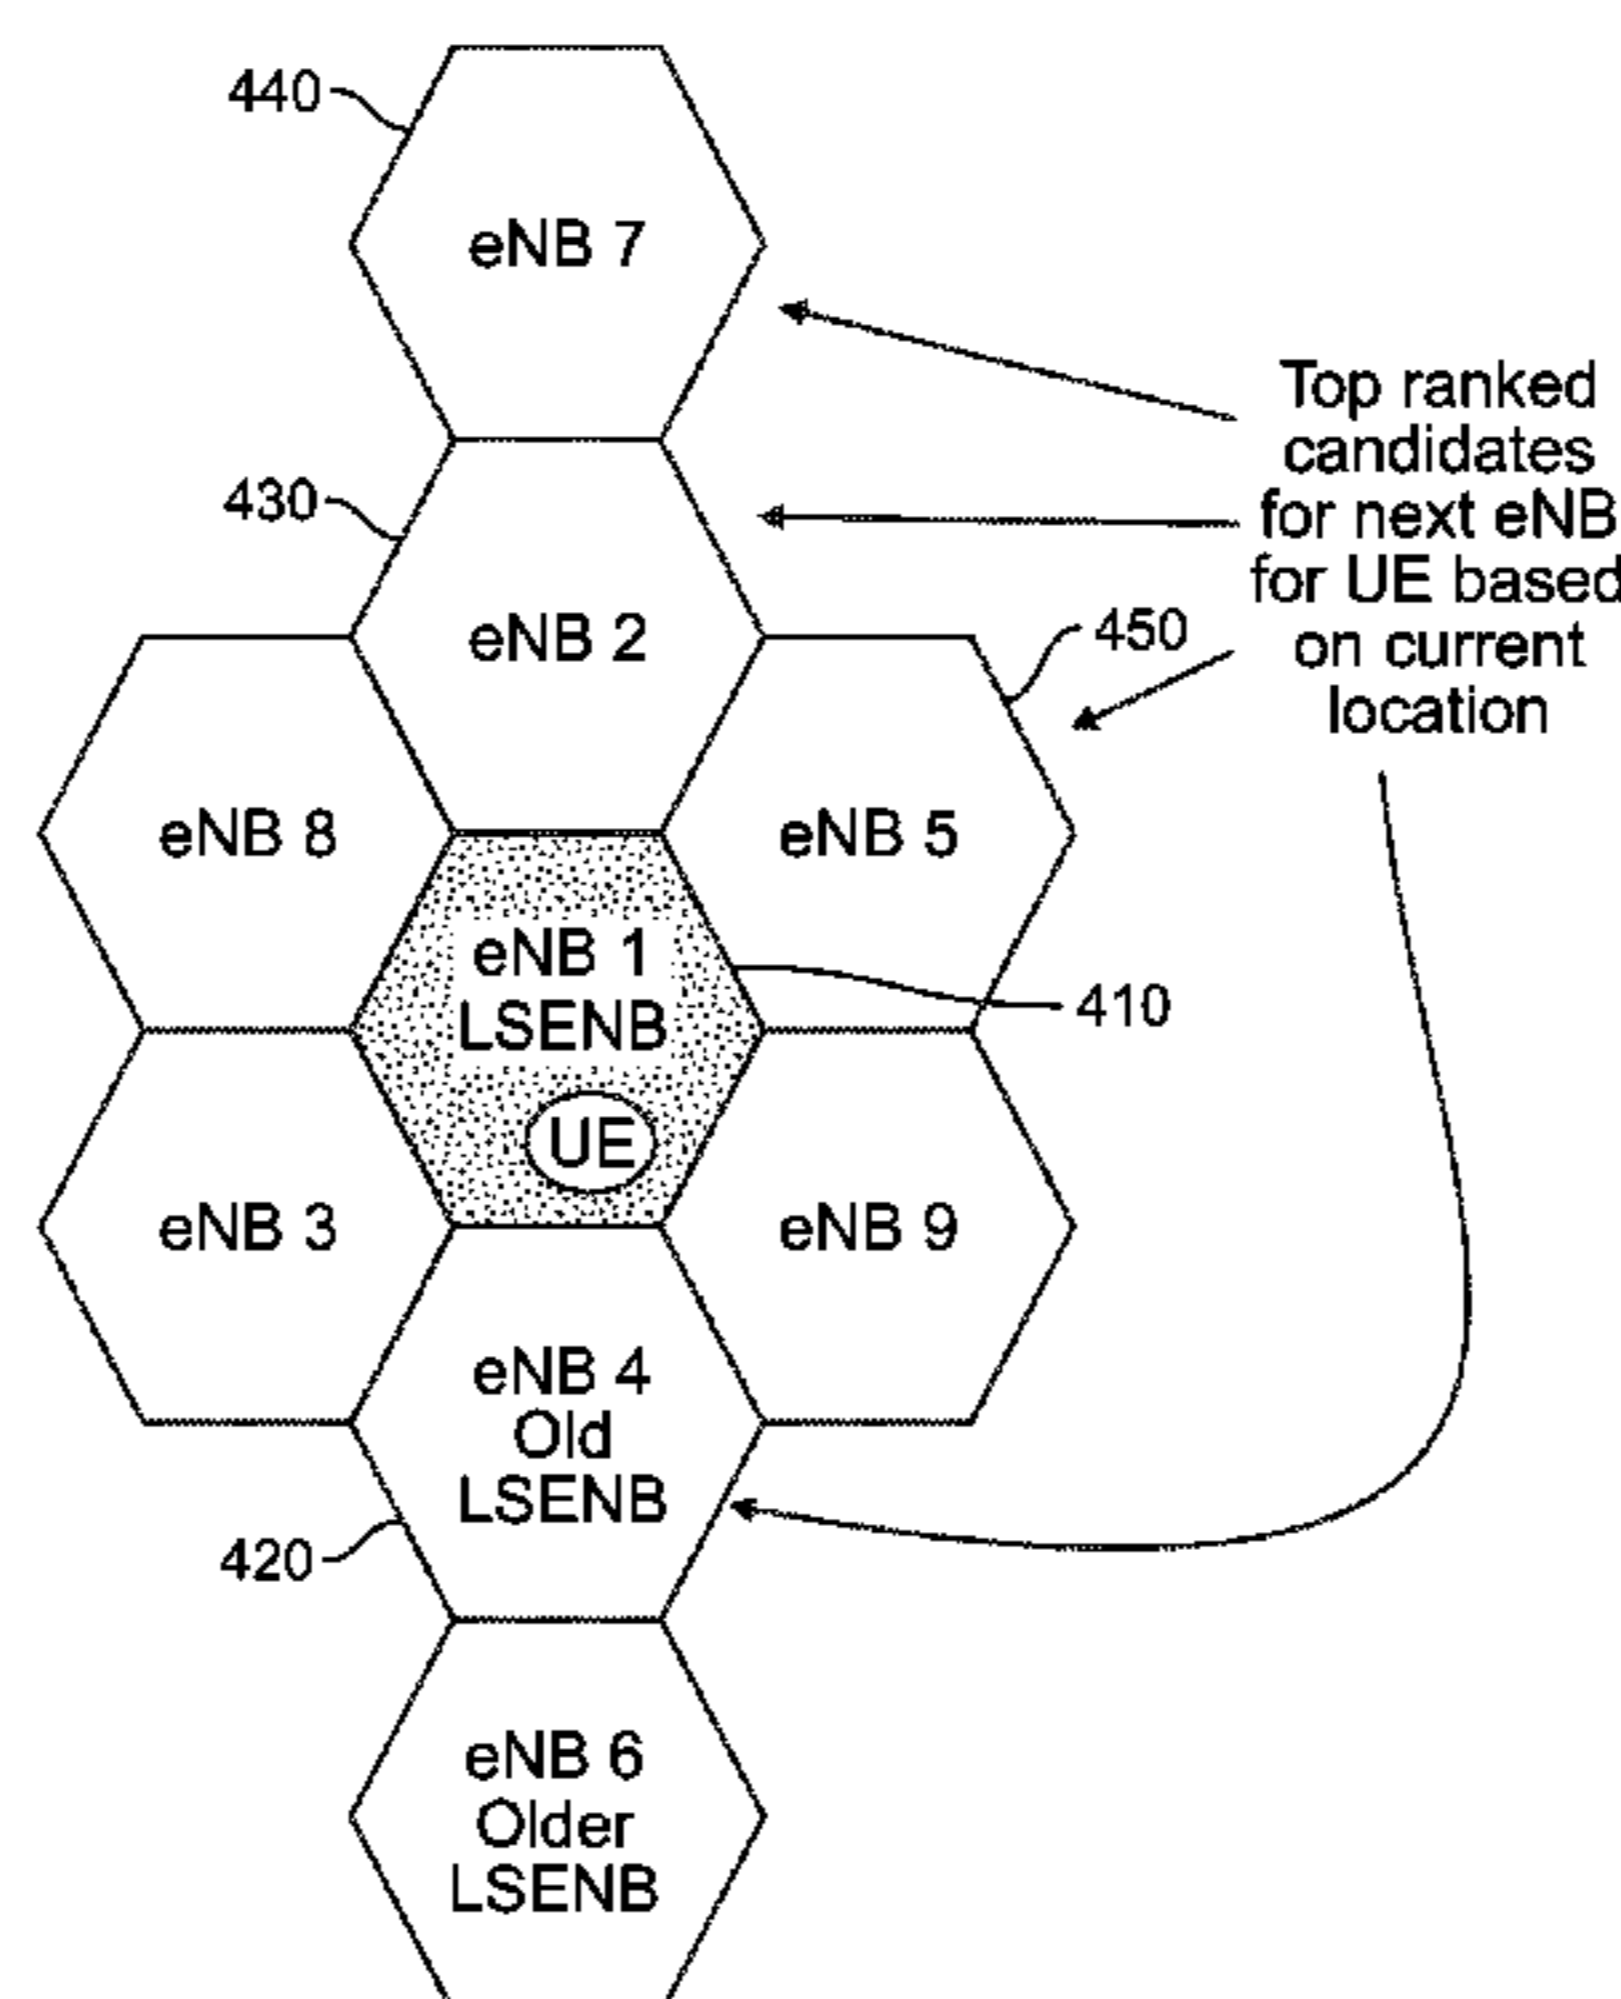 440
eNB 7
Top ranked
candidates
for next eNB
for UE based
on current
location
430
eNB 2
450
eNB 8
eNB 5
eNB 1
LSENB
410
UE
eNB 3
eNB 9
eNB 4
Old
LSENB
420
eNB 6
Older
LSENB